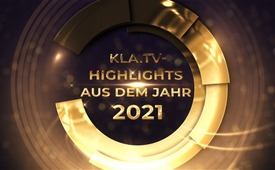 KLA.TV-
HIGHLIGHTS
AUS DEM JAHR
2021